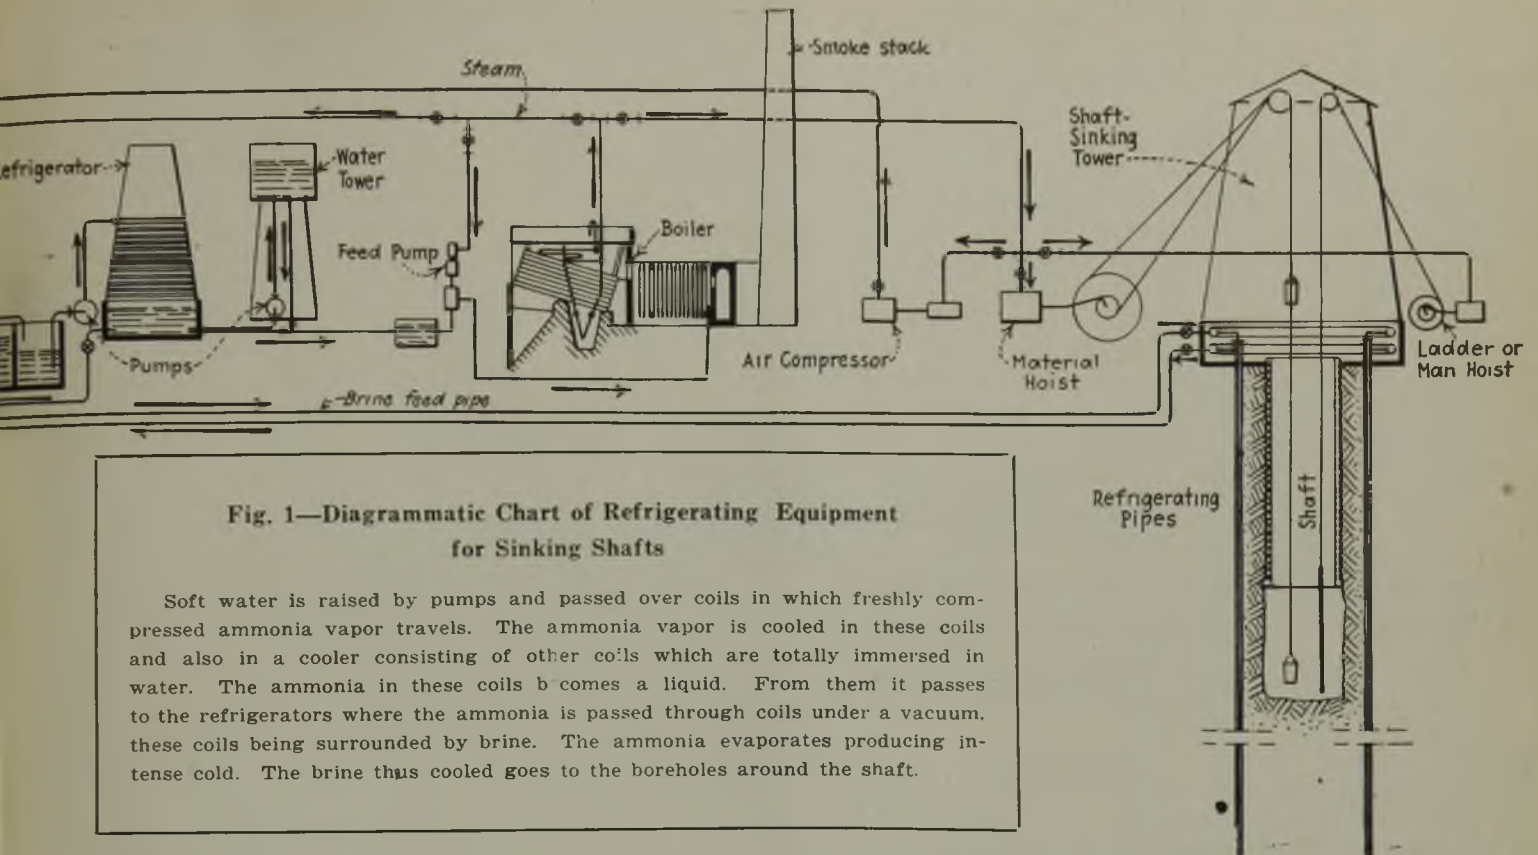 Smoke stack
Steam
Shaft-
Sinking
Tower
efrigerator
Water
Tower
Feed Pump
Boiler
Pumps
Air Compressor
Material
Hoist
Ladder or
Man Hoist
Brine feed pipe
Refrigerating
Pipes
Shaft
Fig. 1—Diagrammatic Chart of Refrigerating Equipment
for Sinking Shafts
Soft water is raised by pumps and passed over coils in which freshly com-
pressed ammonia vapor travels. The ammonia vapor is cooled in these coils
and also in a cooler consisting of other coils which are totally immersed in
water. The ammonia in these coils b comes a liquid. From them it passes
to the refrigerators where the ammonia is passed through coils under a vacuum,
these coils being surrounded by brine. The ammonia evaporates producing in-
tense cold. The brine thus cooled goes to the boreholes around the shaft.